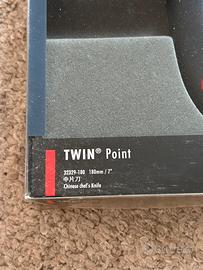 TWIN® Point
32329-180 180mm / 7"
中片刀
Chinese chef's Knife